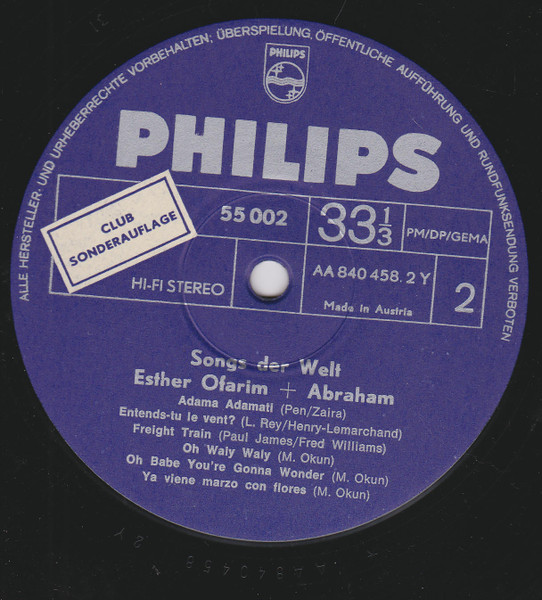 ALLE HERSTELLER- UND URHEBERRECHTE VORBEHALTEN; ÜBERSPIELUNG, ÖFFENTLICHE AUFFÜHRUNG UND RUNDFUNKSENDUNG VERBOTEN
PHILIPS
PHILIPS
CLUB
SONDERAUFLAGE
55 002
33 1/3
PM/DP/GEMA
HI-FI STEREO
AA 840 458.2 Y
Made in Austria
2
Songs der Welt
Esther Ofarim + Abraham
Adama Adamati (Pen/Zaira)
Entends-tu le vent? (L. Rey/Henry-Lemarchand)
Freight Train (Paul James/Fred Williams)
Oh Waly Waly (M. Okun)
Oh Babe You're Gonna Wonder (M. Okun)
Ya viene marzo con flores (M. Okun)